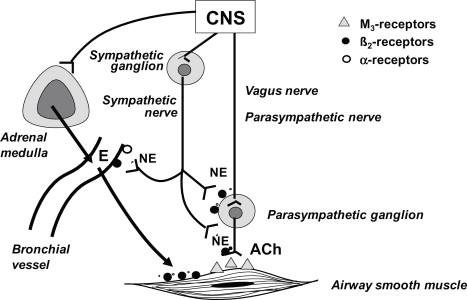 CNS
M3-receptors
ß2-receptors
α-receptors
Sympathetic
ganglion
Sympathetic
nerve
Vagus nerve
Parasympathetic nerve
Adrenal
medulla
E
NE
NE
Parasympathetic ganglion
NE
ACh
Bronchial
vessel
Airway smooth muscle